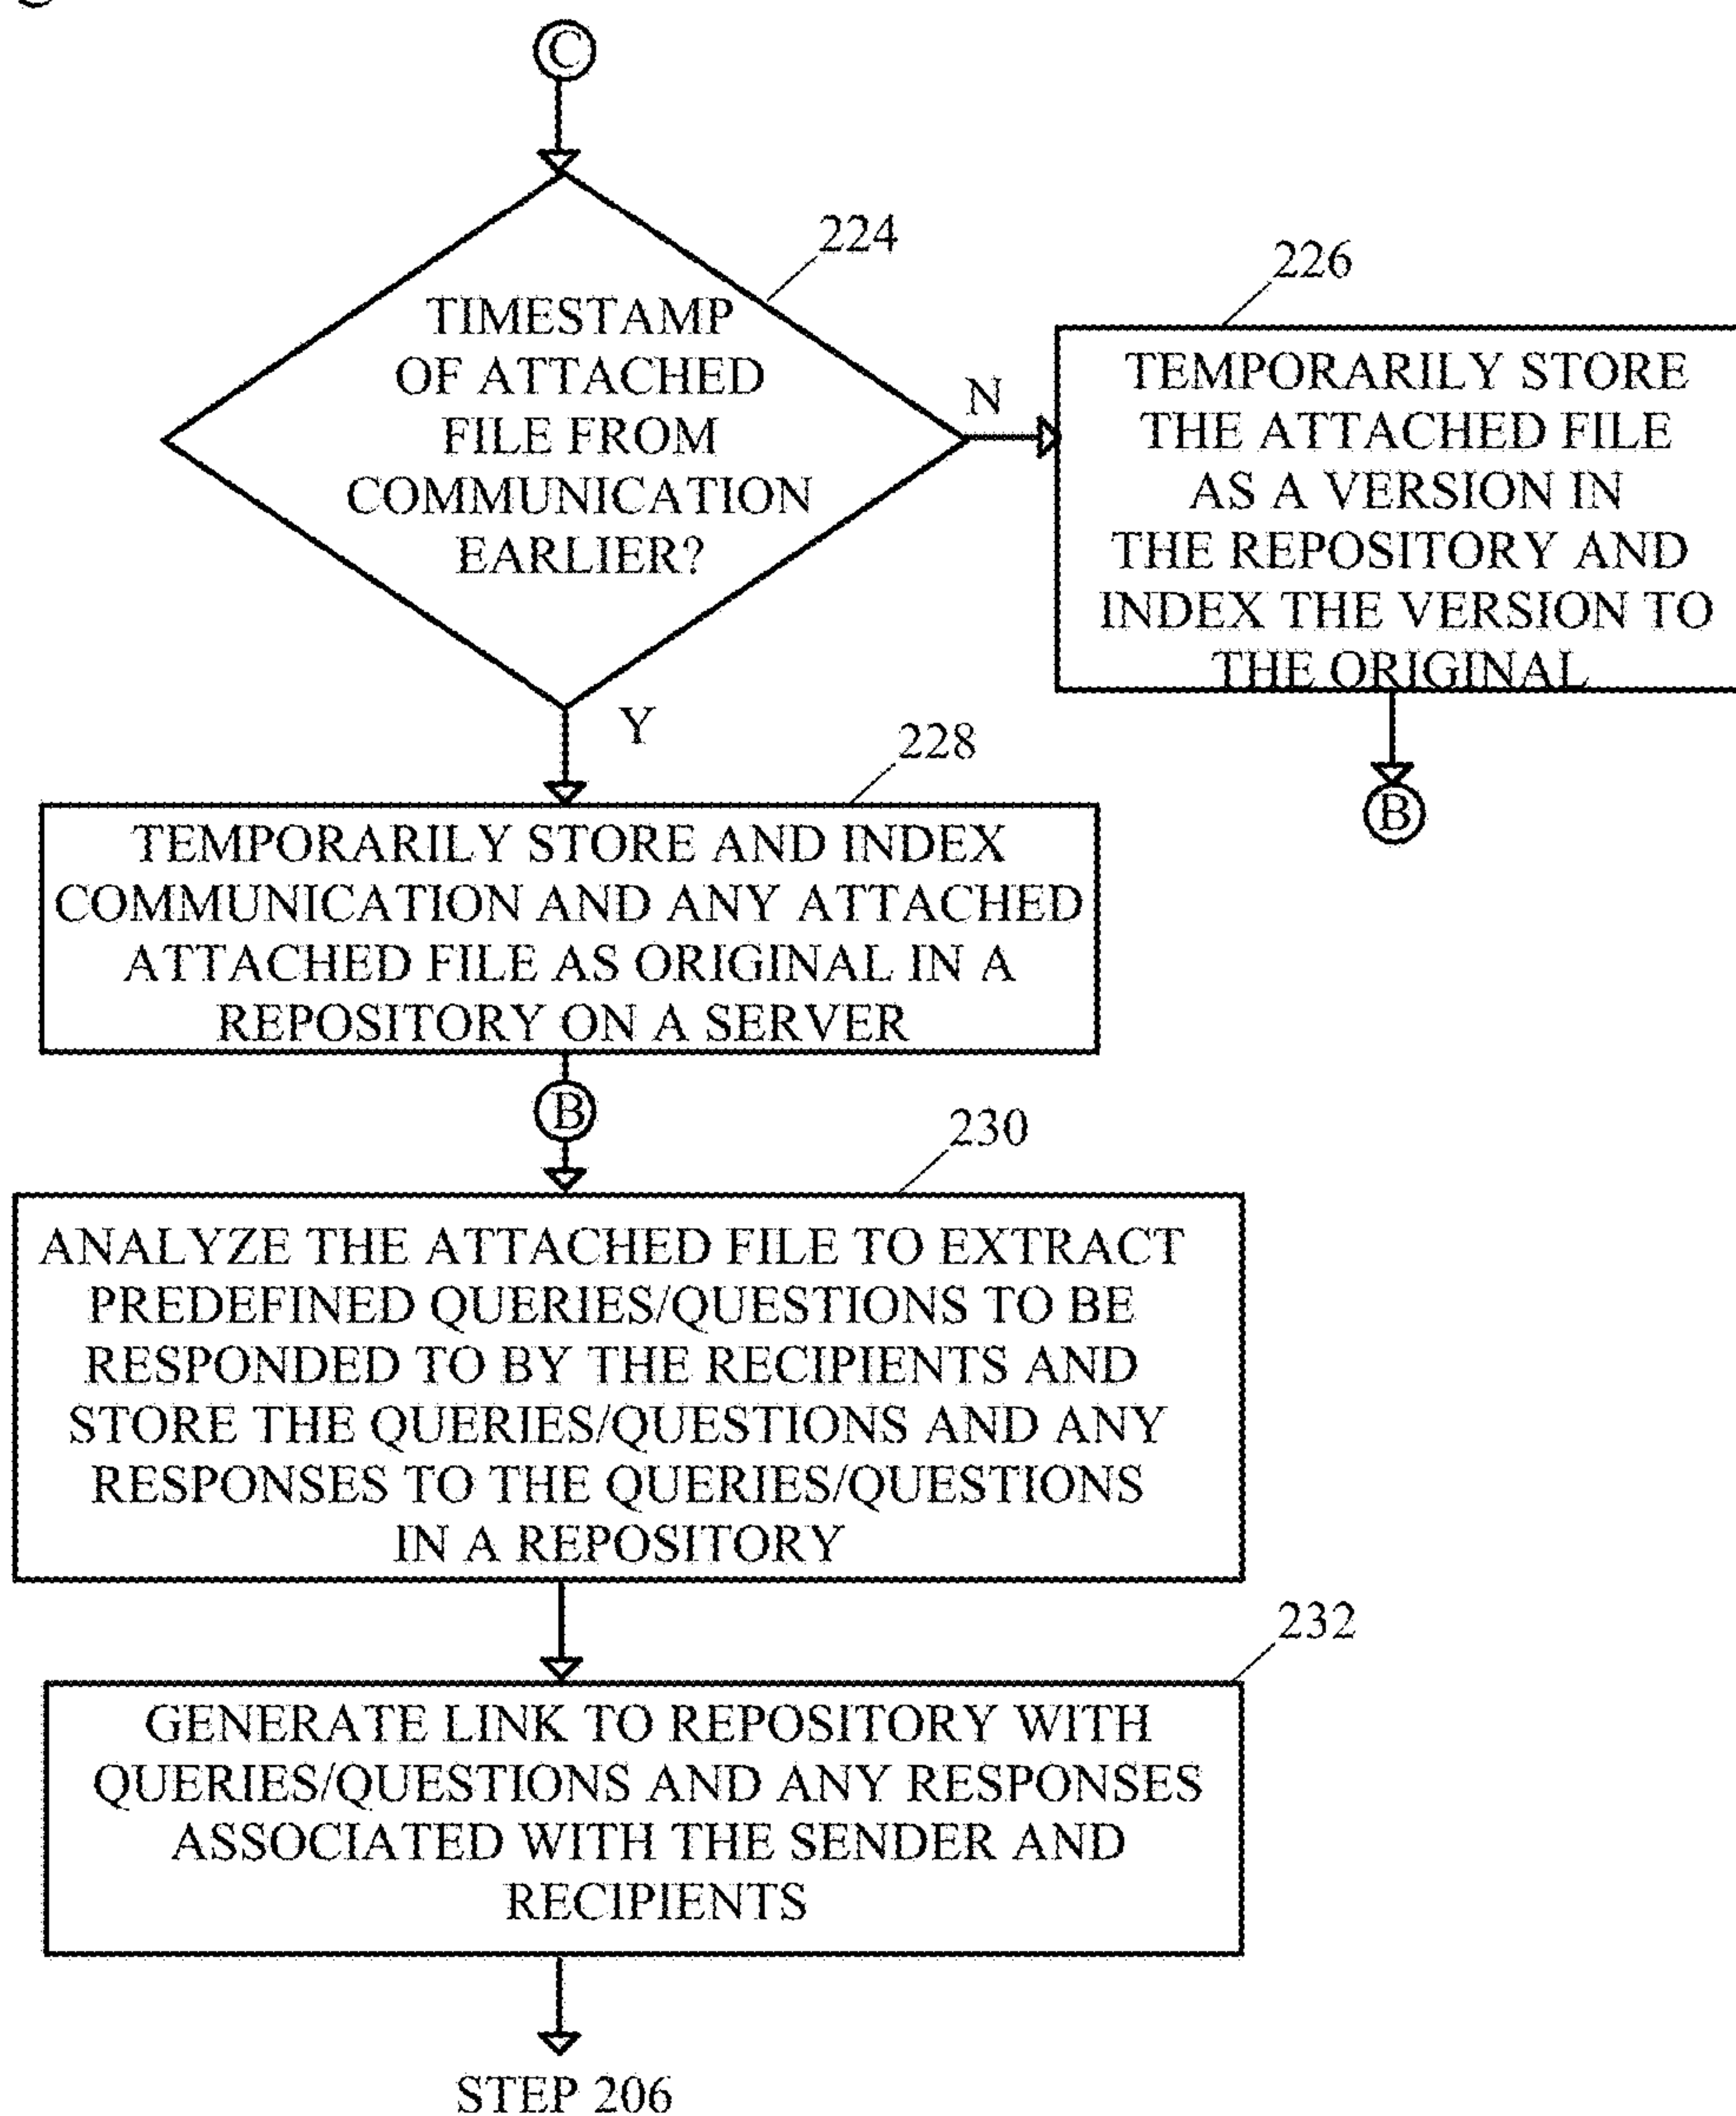 C
224
TIMESTAMP
OF ATTACHED
FILE FROM
COMMUNICATION
EARLIER?
N
226
TEMPORARILY STORE
THE ATTACHED FILE
AS A VERSION IN
THE REPOSITORY AND
INDEX THE VERSION TO
THE ORIGINAL
B
Y
228
TEMPORARILY STORE AND INDEX
COMMUNICATION AND ANY ATTACHED
ATTACHED FILE AS ORIGINAL IN A
REPOSITORY ON A SERVER
B
230
ANALYZE THE ATTACHED FILE TO EXTRACT
PREDEFINED QUERIES/QUESTIONS TO BE
RESPONDED TO BY THE RECIPIENTS AND
STORE THE QUERIES/QUESTIONS AND ANY
RESPONSES TO THE QUERIES/QUESTIONS
IN A REPOSITORY
232
GENERATE LINK TO REPOSITORY WITH
QUERIES/QUESTIONS AND ANY RESPONSES
ASSOCIATED WITH THE SENDER AND
RECIPIENTS
STEP 206